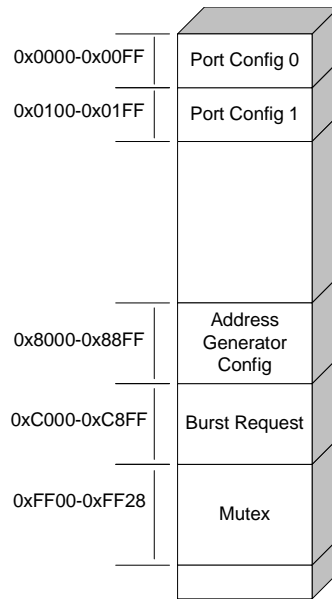 0x0000-0x00FF
Port Config 0
0x0100-0x01FF
Port Config 1
0x8000-0x88FF
Address
Generator
Config
0xC000-0xC8FF
Burst Request
0xFF00-0xFF28
Mutex